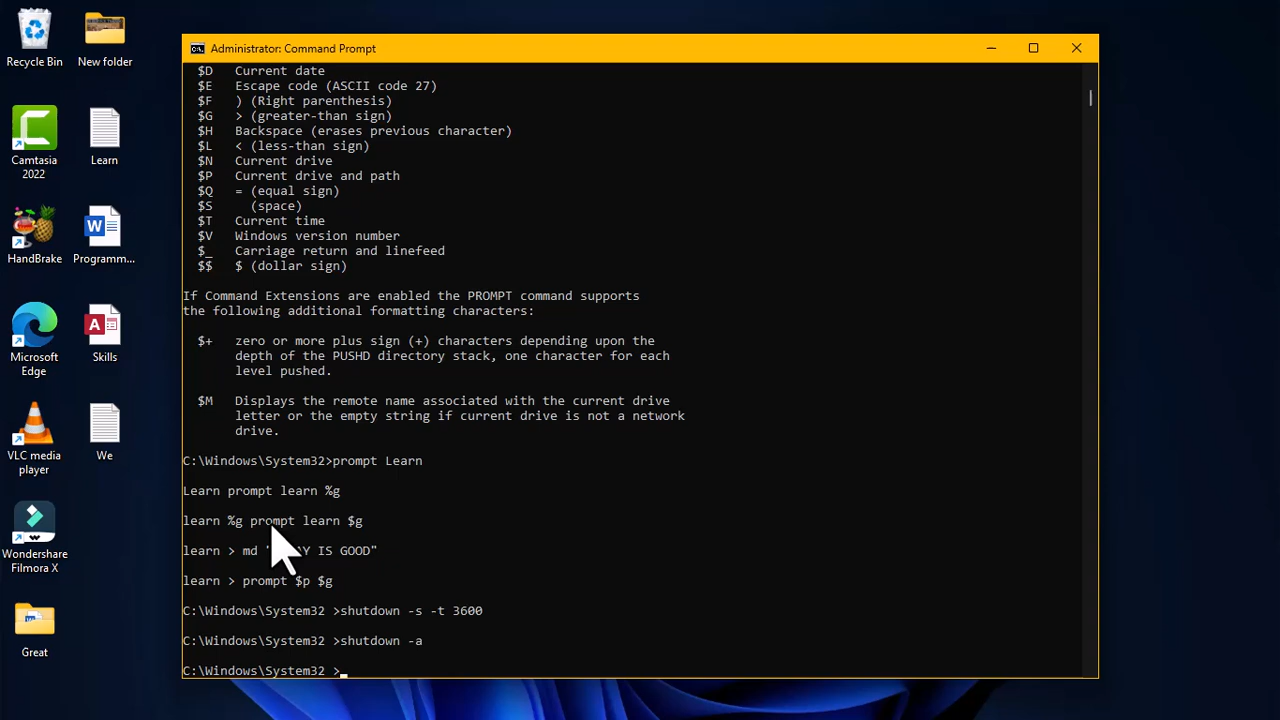 Recycle Bin
New folder
Camtasia
2022
Learn
HandBrake
Programm...
Microsoft
Edge
Skills
VLC media
player
We
Wondershare
Filmora X
Great
Administrator: Command Prompt
$D Current date
$E Escape code (ASCII code 27)
$F ) (Right parenthesis)
$G > (greater-than sign)
$H Backspace (erases previous character)
$L < (less-than sign)
$N Current drive
$P Current drive and path
$Q = (equal sign)
$S (space)
$T Current time
$V Windows version number
$_ Carriage return and linefeed
$$ $ (dollar sign)
If Command Extensions are enabled the PROMPT command supports
the following additional formatting characters:
$+ zero or more plus sign (+) characters depending upon the
depth of the PUSHD directory stack, one character for each
level pushed.
$M Displays the remote name associated with the current drive
letter or the empty string if current drive is not a network
drive.
C:\Windows\System32>prompt Learn
Learn prompt learn %g
learn %g prompt learn $g
learn > md IS GOOD"
learn > prompt $p $g
C:\Windows\System32 >shutdown -s -t 3600
C:\Windows\System32 >shutdown -a
C:\Windows\System32 >